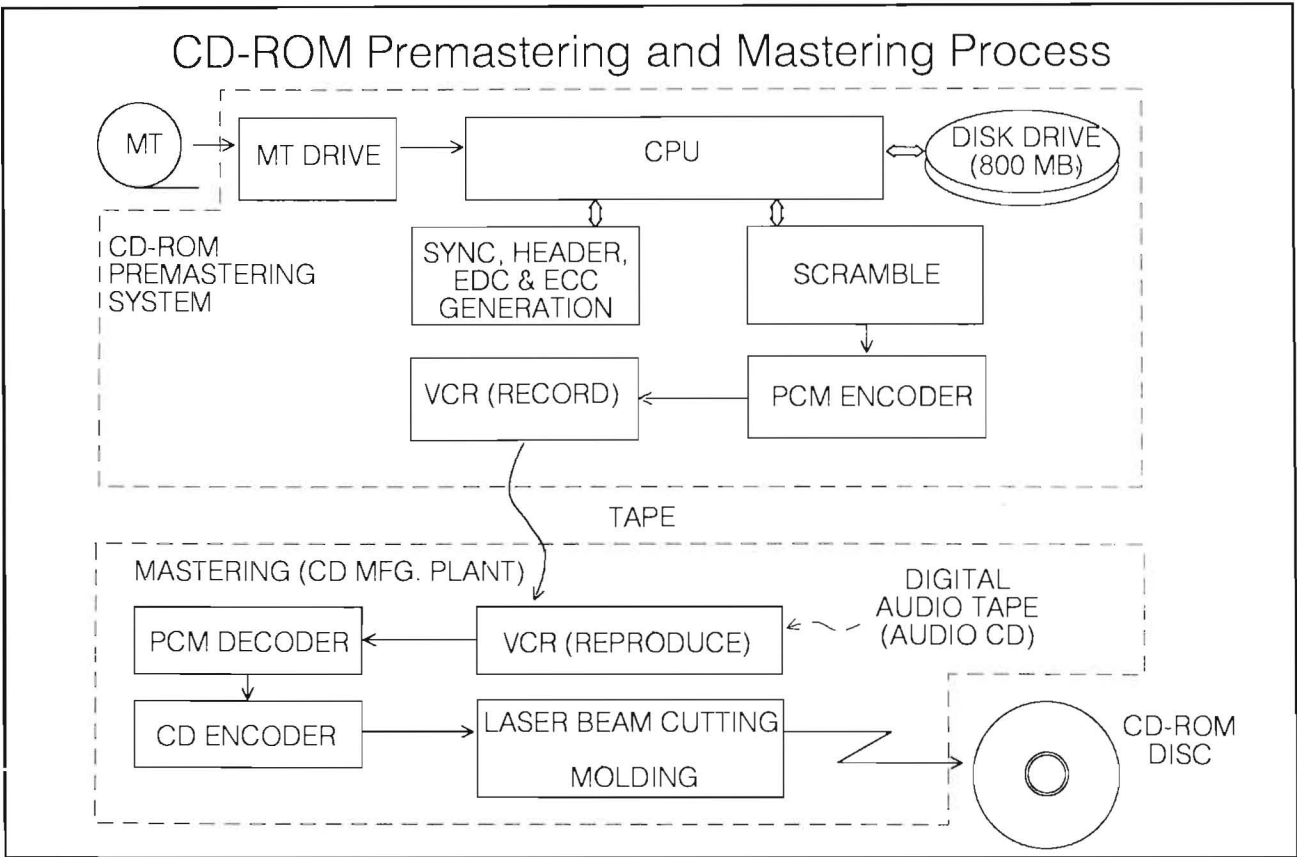 CD-ROM Premastering and Mastering Process
MT
MT DRIVE
CPU
DISK DRIVE
(800 MB)
CD-ROM
PREMASTERING
SYSTEM
SYNC, HEADER,
EDC & ECC
GENERATION
SCRAMBLE
VCR (RECORD)
PCM ENCODER
TAPE
MASTERING (CD MFG. PLANT)
DIGITAL
AUDIO TAPE
(AUDIO CD)
PCM DECODER
VCR (REPRODUCE)
CD ENCODER
LASER BEAM CUTTING
MOLDING
CD-ROM
DISC